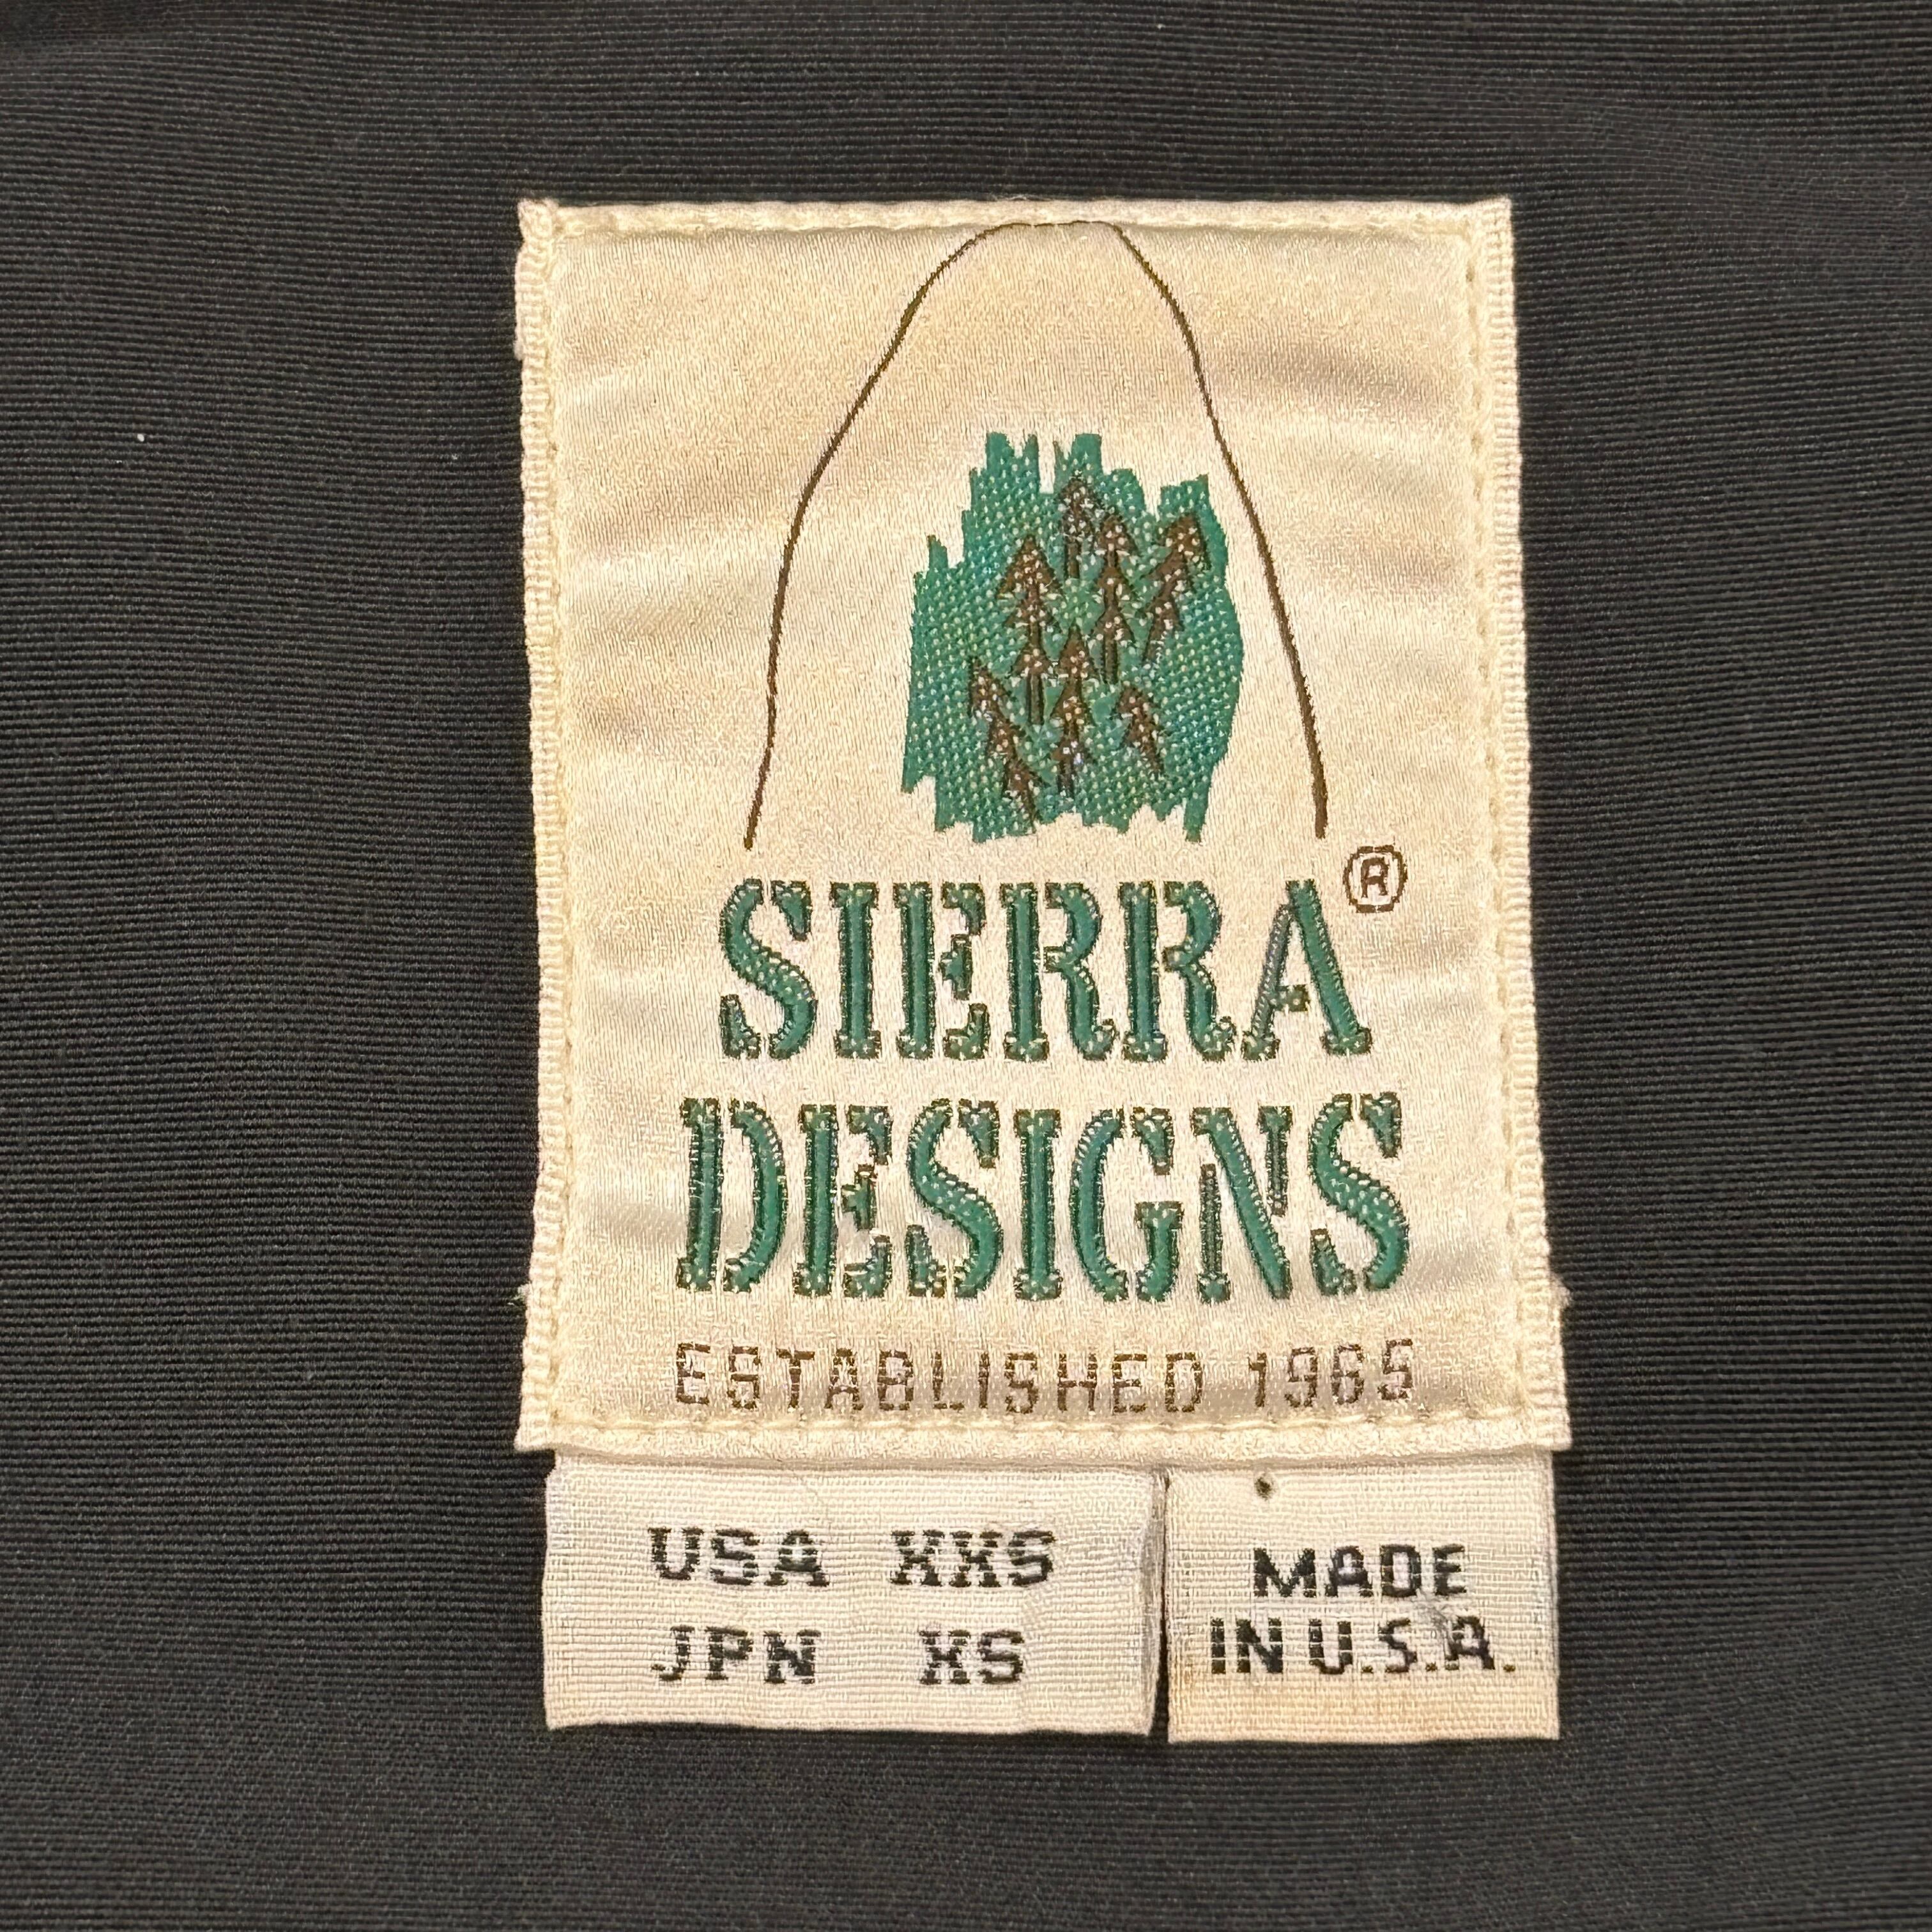 SIERRA®
DESIGNS
ESTABLISHED 1965
USA XXS
JPN XS
MADE
IN U.S.A.